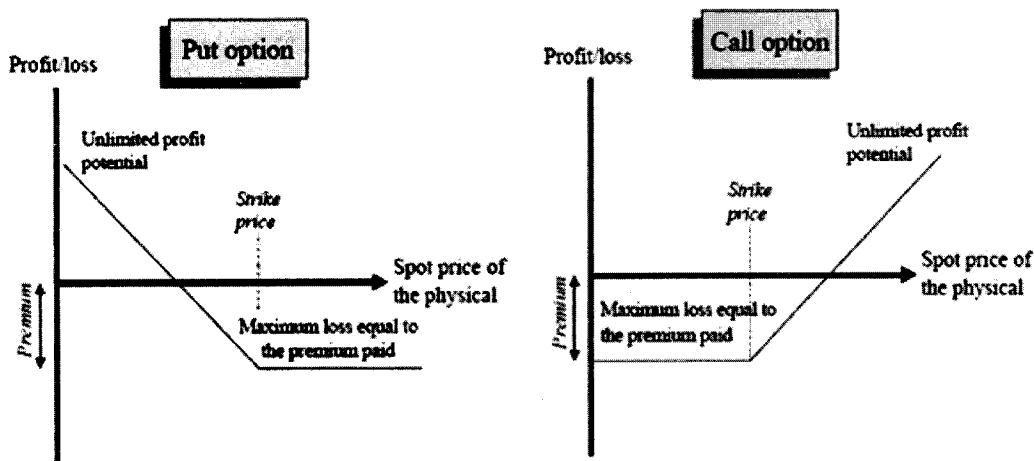 Put option
Profit/loss
Unlimited profit
potential
Strike
price
Spot price of
the physical
Premium
Maximum loss equal to
the premium paid
Call option
Profit/loss
Unlimited profit
potential
Strike
price
Spot price of
the physical
Premium
Maximum loss equal to
the premium paid